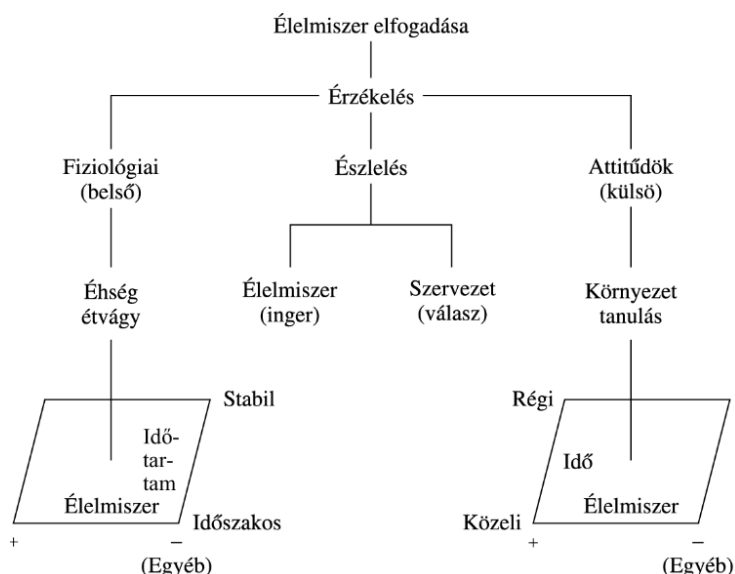 Élelmiszer elfogadása
Érzékelés
Fiziológiai
(belső)
Észlelés
Attitűdök
(külsö)
Éhség
étvágy
Élelmiszer
(inger)
Szervezet
(válasz)
Környezet
tanulás
Stabil
Idő-
tar-
tam
Élelmiszer
Időszakos
+
–
(Egyéb)
Régi
Idő
Élelmiszer
Közeli
+
–
(Egyéb)